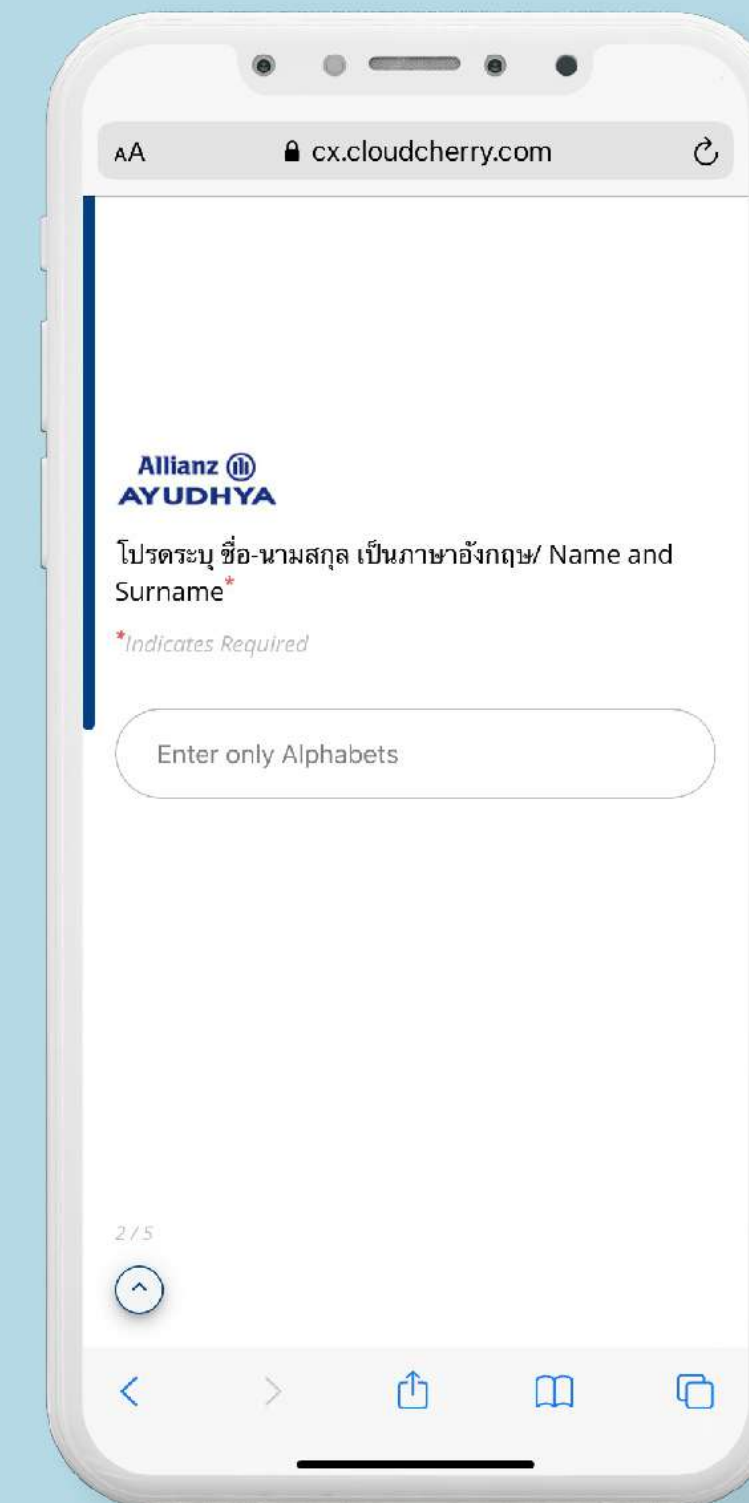 AA cx.cloudcherry.com
Allianz
AYUDHYA
โปรดระบุ ชื่อ-นามสกุล เป็นภาษาอังกฤษ/ Name and
Surname*
*Indicates Required
Enter only Alphabets
2 / 5